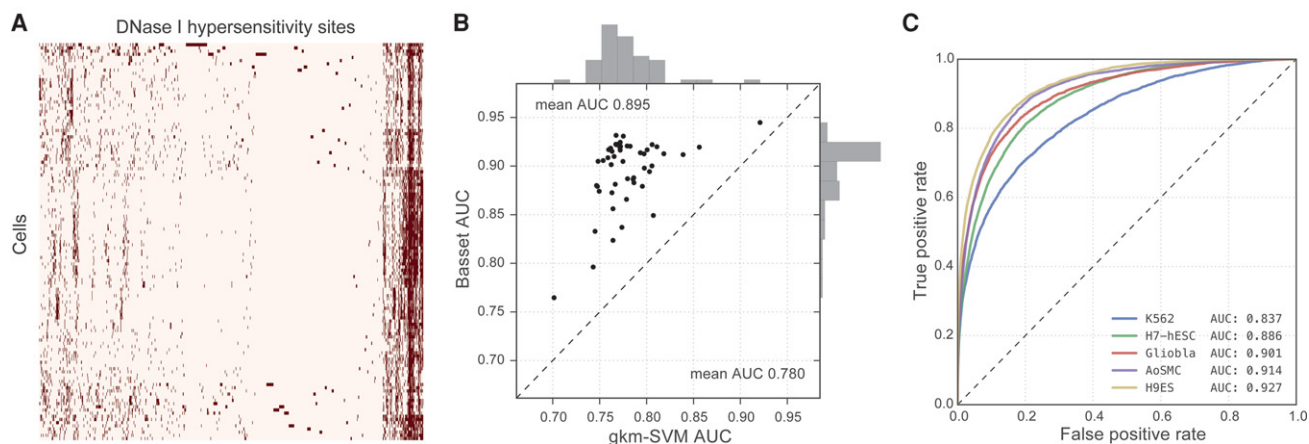 A
DNase I hypersensitivity sites
Cells
B
mean AUC 0.895
Basset AUC
0.95
0.90
0.85
0.80
0.75
0.70
mean AUC 0.780
0.70 0.75 0.80 0.85 0.90 0.95
gkm-SVM AUC
C
True positive rate
1.0
0.8
0.6
0.4
0.2
0.0
K562 AUC: 0.837
H7-hESC AUC: 0.886
Gliobla AUC: 0.901
AoSMC AUC: 0.914
H9ES AUC: 0.927
0.0 0.2 0.4 0.6 0.8 1.0
False positive rate